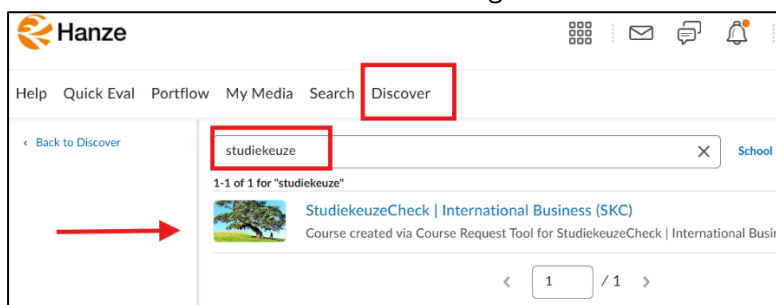 Hanze
Help Quick Eval Portflow My Media Search Discover
‹ Back to Discover
studiekeuze
School
1-1 of 1 for "studiekeuze"
StudiekeuzeCheck | International Business (SKC)
Course created via Course Request Tool for StudiekeuzeCheck | International Busin
1 / 1